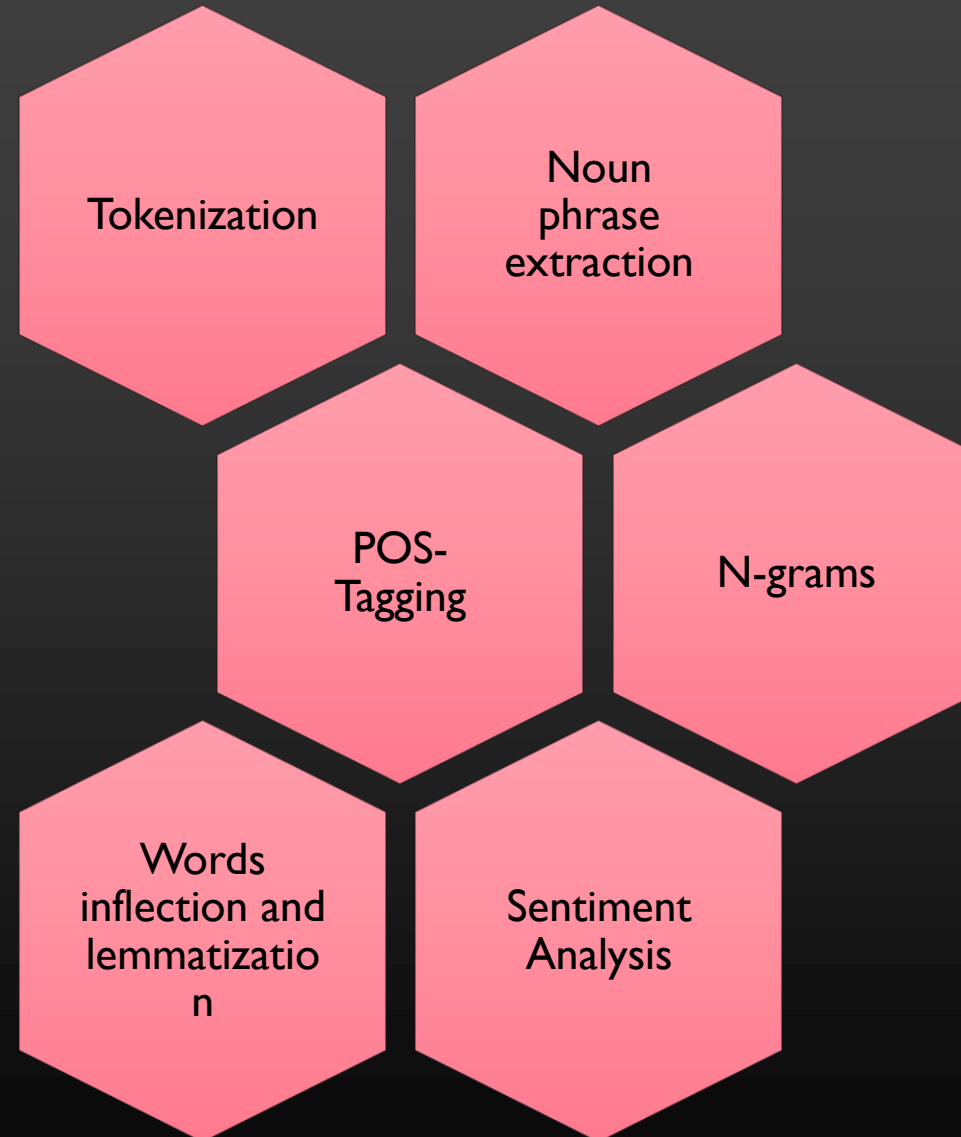 Tokenization
Noun
phrase
extraction
POS-
Tagging
N-grams
Words
inflection and
lemmatizatio
n
Sentiment
Analysis